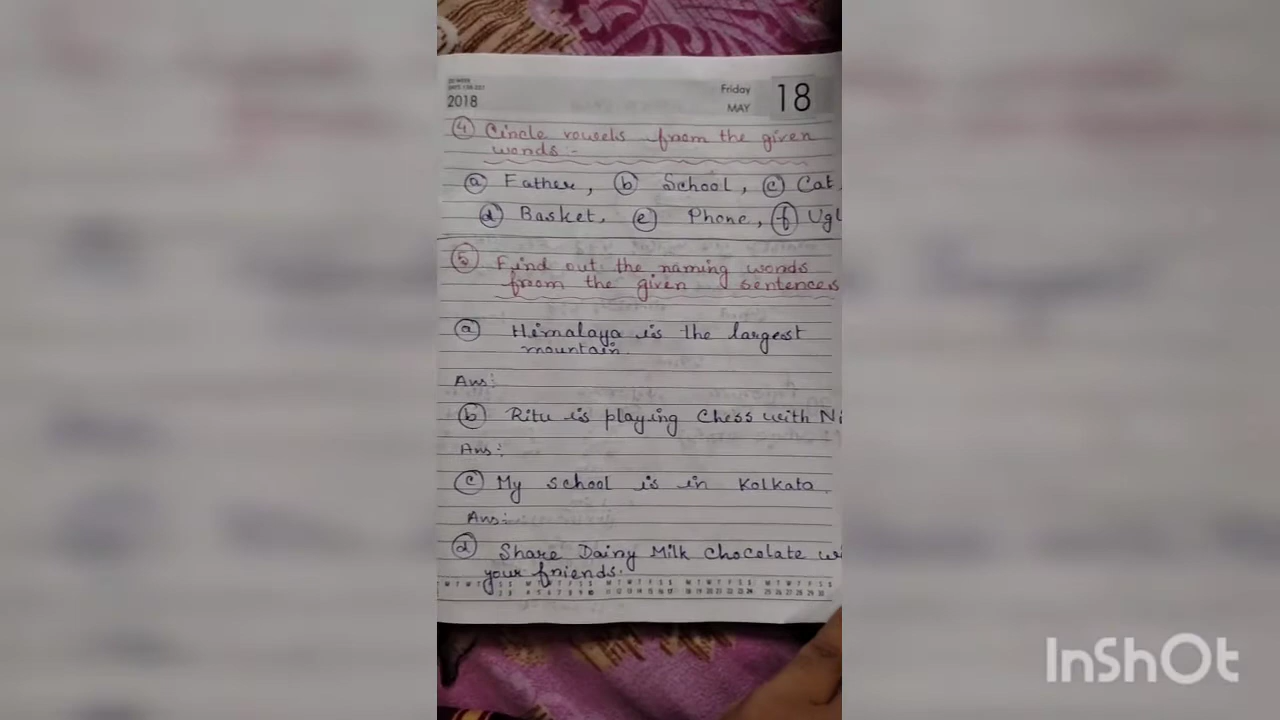 2018
Friday
MAY
18
4 Circle vowels from the given
words :-
a Father, b School, c Cat,
d Basket, e Phone, f
5 Find out the naming words
from the given sentences
a Himalaya is the largest
mountain.
Ans:
b Ritu is playing Chess with
Ans:
c My school is in Kolkata.
Ans:-
d Share Dairy Milk chocolate
your friends.
InShOt